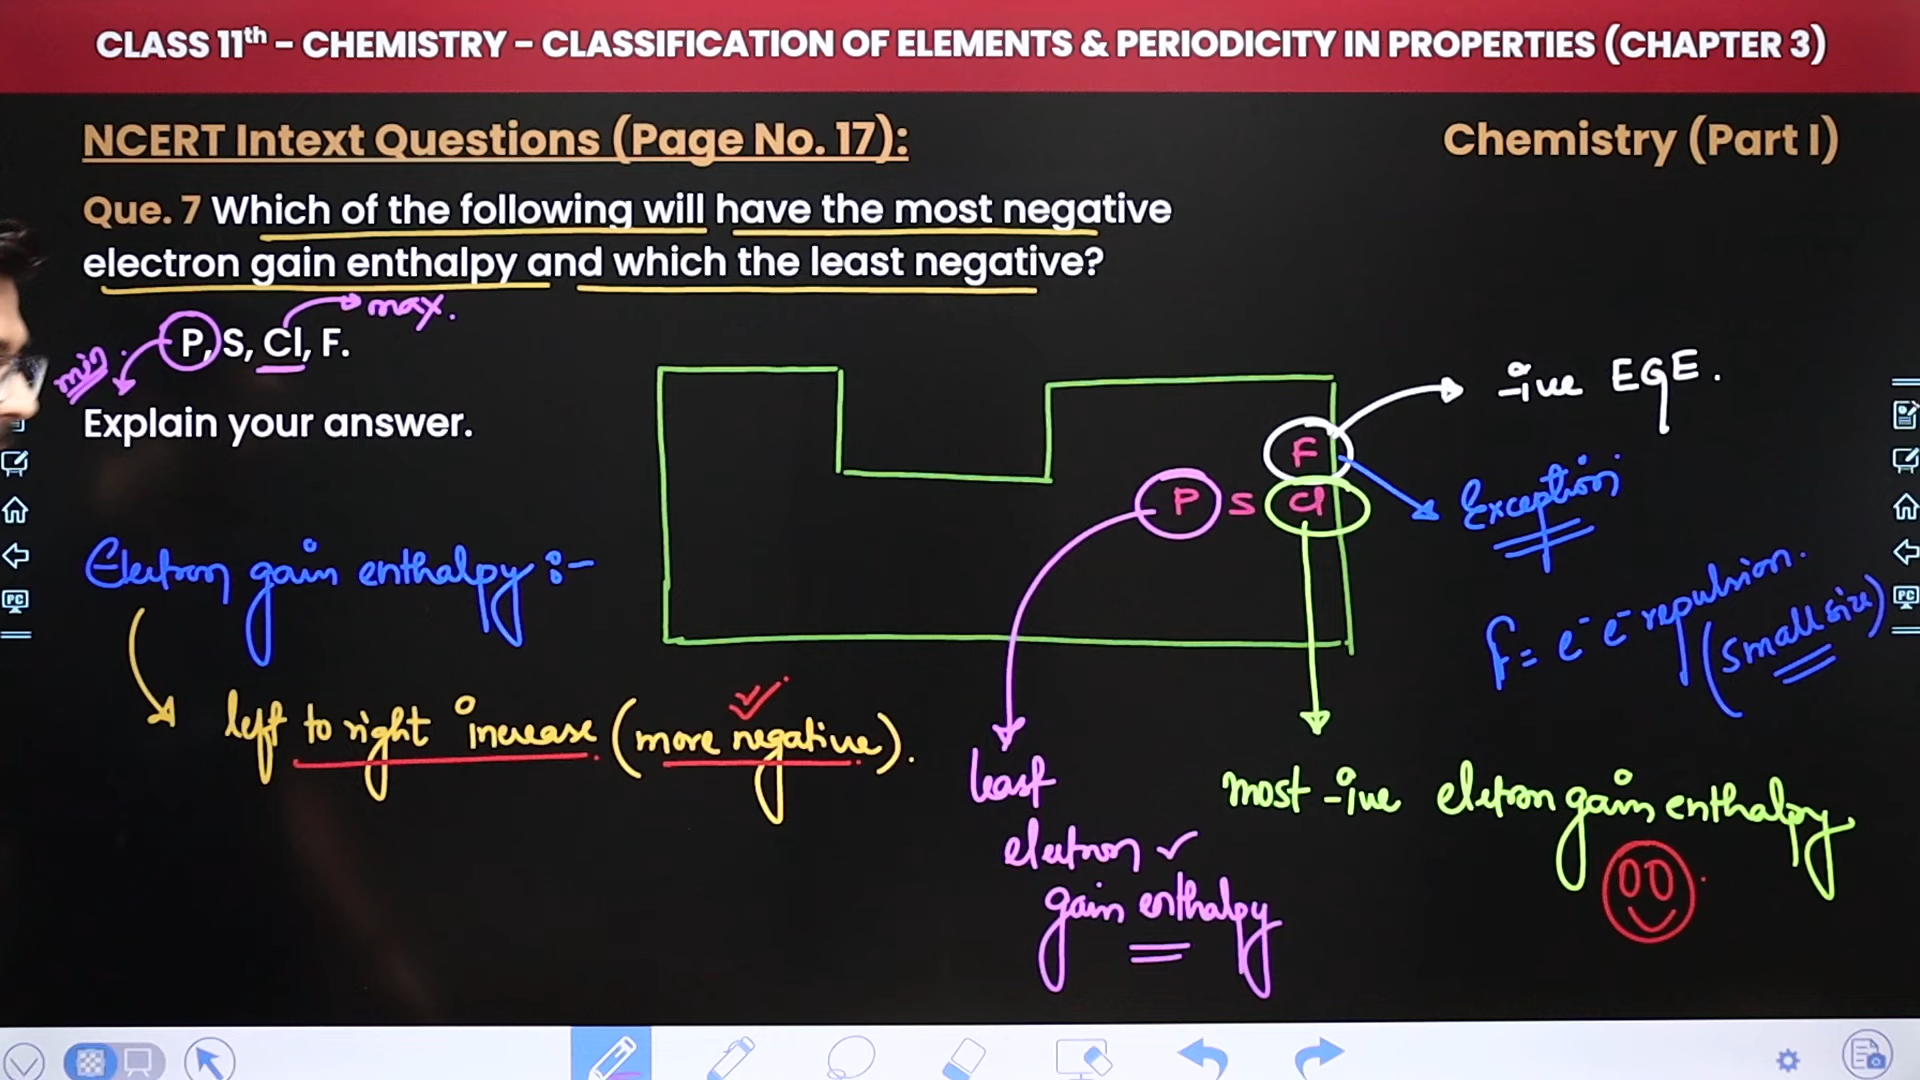 CLASS 11th - CHEMISTRY - CLASSIFICATION OF ELEMENTS & PERIODICITY IN PROPERTIES (CHAPTER 3)
NCERT Intext Questions (Page No. 17):
Chemistry (Part I)
Que. 7 Which of the following will have the most negative
electron gain enthalpy and which the least negative?
max.
P, S, Cl, F.
min.
Explain your answer.
-ive EGE.
F
P S Cl
Exception
Electron gain enthalpy :-
F = e⁻ e⁻ repulsion.
(small size)
left to right increase (more negative).
least
electron
gain enthalpy
most -ive eletron gain enthalpy
PC
PC